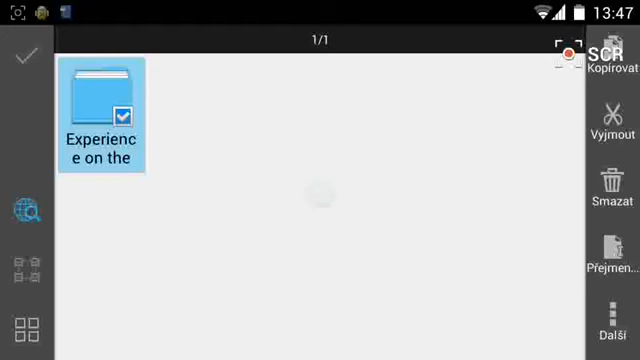 13:47
1/1
SCR
Kopírovat
Experienc
e on the
Vyjmout
Smazat
Přejmen...
Další